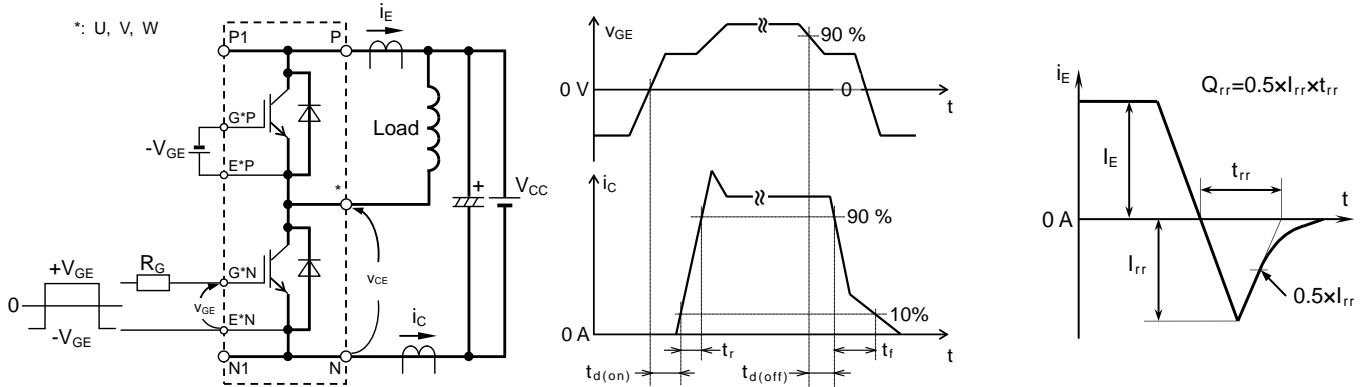 *: U, V, W
P1
P
iE
G*P
-VGE
E*P
Load
*
+
VCC
+VGE
0
-VGE
RG
G*N
vGE
E*N
vCE
iC
N1
N
vGE
90 %
0 V
0
t
iC
90 %
10%
0 A
tr
tf
t
td(on)
td(off)
iE
Qrr=0.5×Irr×trr
IE
trr
t
0 A
Irr
0.5×Irr